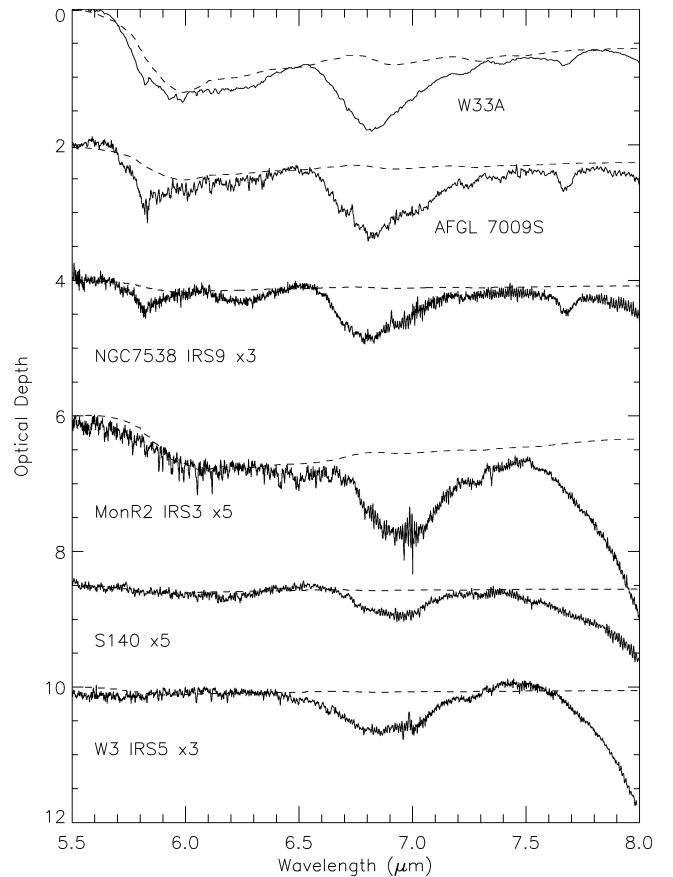 0
W33A
2
AFGL 7009S
4
NGC7538 IRS9 x3
Optical Depth
6
MonR2 IRS3 x5
8
S140 x5
10
W3 IRS5 x3
12
5.5 6.0 6.5 7.0 7.5 8.0
Wavelength (μm)